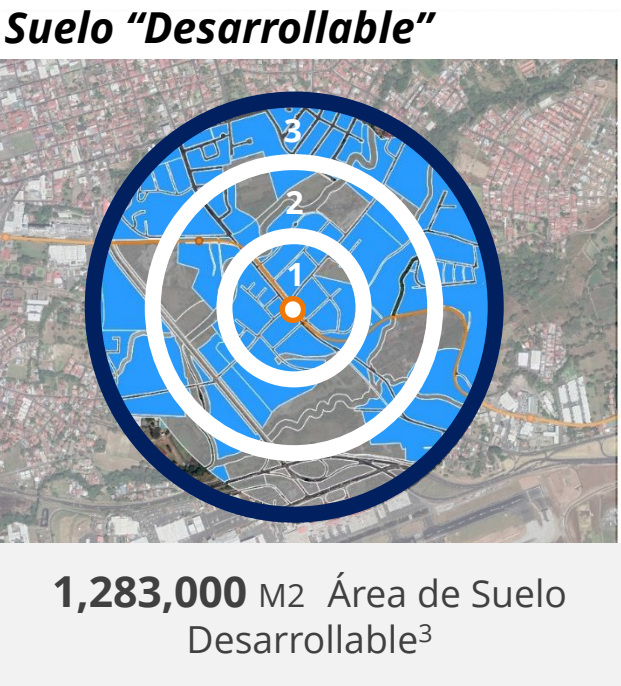 Suelo “Desarrollable”
3
2
1
1,283,000 M2 Área de Suelo
Desarrollable³